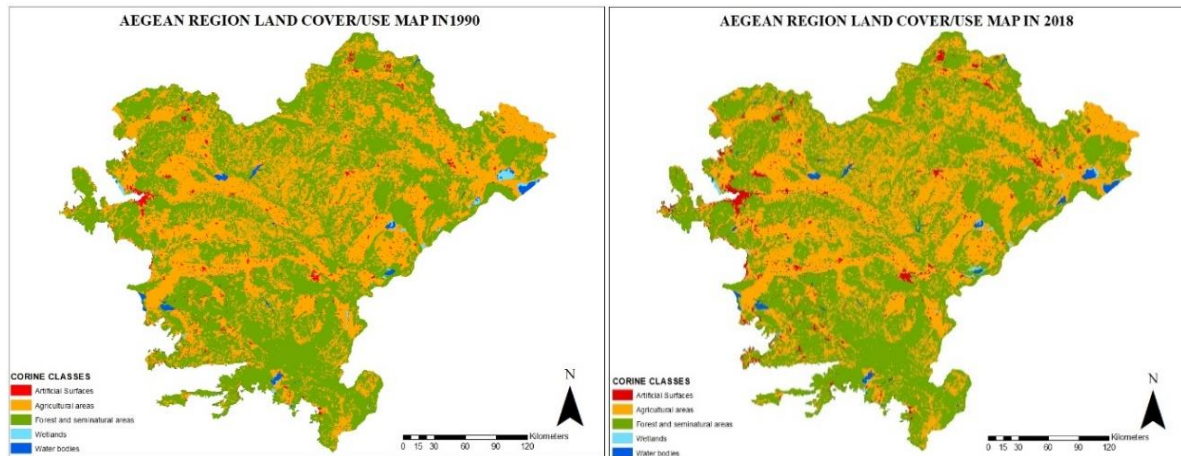 AEGEAN REGION LAND COVER/USE MAP IN1990
N
CORINE CLASSES
Artificial Surfaces
Agricultural areas
Forest and seminatural areas
Wetlands
Water bodies
Kilometers
0 15 30 60 90 120
AEGEAN REGION LAND COVER/USE MAP IN 2018
N
CORINE CLASSES
Artificial Surfaces
Agricultural areas
Forest and seminatural areas
Wetlands
Water bodies
Kilometers
0 15 30 60 90 120